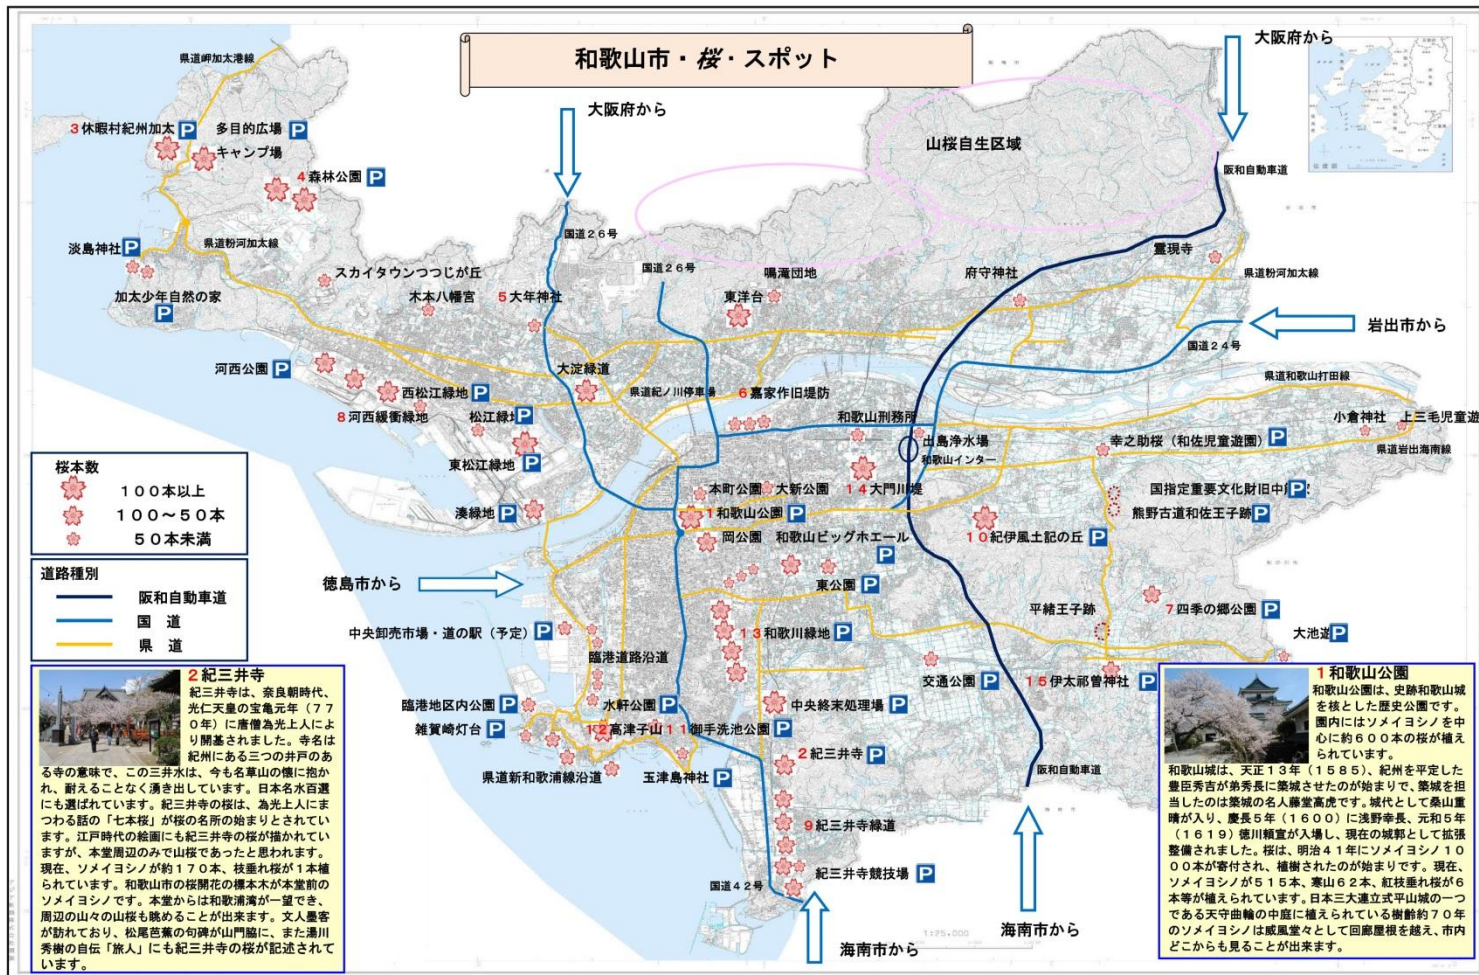 和歌山市・桜・スポット
大阪府から
大阪府から
県道岬加太港線
3休暇村紀州加太 P
多目的広場 P
キャンプ場
4森林公園 P
山桜自生区域
阪和自動車道
淡島神社 P
県道粉河加太線
国道26号
国道26号
スカイタウンつつじが丘
加太少年自然の家
P
木本八幡宮
5大年神社
鳴滝団地
東洋台
府守神社
霊現寺
県道粉河加太線
岩出市から
国道24号
河西公園 P
西松江緑地 P
大淀緑道
県道紀ノ川停車場
6嘉家作旧堤防
県道和歌山打田線
8河西緩衝緑地
松江緑地 P
東松江緑地 P
和歌山刑務所
出島浄水場
和歌山インター
幸之助桜（和佐児童遊園） P
小倉神社
上三毛児童遊
県道岩出海南線
桜本数
100本以上
100～50本
50本未満
道路種別
阪和自動車道
国 道
県 道
湊緑地 P
本町公園
大新公園
14大門川堤
1和歌山公園 P
岡公園
和歌山ビッグホエール
P
東公園 P
10紀伊風土記の丘 P
国指定重要文化財旧中 P
熊野古道和佐王子跡 P
徳島市から
平緒王子跡
7四季の郷公園 P
中央卸売市場・道の駅（予定） P
臨港道路沿道
13和歌川緑地 P
大池遊 P
交通公園 P
15伊太祁曽神社 P
臨港地区内公園 P
水軒公園 P
中央終末処理場 P
雑賀崎灯台 P
12高津子山
11御手洗池公園 P
2紀三井寺 P
県道新和歌浦線沿道
玉津島神社 P
阪和自動車道
9紀三井寺緑道
紀三井寺競技場 P
国道42号
海南市から
海南市から
1:25,000
2紀三井寺
紀三井寺は、奈良朝時代、
光仁天皇の宝亀元年（77
0年）に唐僧為光上人によ
り開基されました。寺名は
紀州にある三つの井戸のあ
る寺の意味で、この三井水は、今も名草山の懐に抱か
れ、耐えることなく湧き出しています。日本名水百選
にも選ばれています。紀三井寺の桜は、為光上人にま
つわる話の「七本桜」が桜の名所の始まりとされて
います。江戸時代の絵画にも紀三井寺の桜が描かれてい
ますが、本堂周辺のみで山桜であったと思われます。
現在、ソメイヨシノが約170本、枝垂れ桜が1本植
られています。和歌山市の桜開花の標本木が本堂前の
ソメイヨシノです。本堂からは和歌浦湾が一望でき、
周辺の山々の山桜も眺めることが出来ます。文人墨客
が訪れており、松尾芭蕉の句碑が山門脇に、また湯川
秀樹の自伝「旅人」にも紀三井寺の桜が記述されて
います。
1和歌山公園
和歌山公園は、史跡和歌山城
を核とした歴史公園です。
園内にはソメイヨシノを中
心に約600本の桜が植え
られています。
和歌山城は、天正13年（1585）、紀州を平定した
豊臣秀吉が弟秀長に築城させたのが始まりで、築城を担
当したのは築城の名人藤堂高虎です。城代として桑山重
晴が入り、慶長5年（1600）に浅野幸長、元和5年
（1619）徳川頼宣が入場し、現在の城郭として拡張
整備されました。桜は、明治41年にソメイヨシノ10
00本が寄付され、植樹されたのが始まりです。現在、
ソメイヨシノが515本、寒山62本、紅枝垂れ桜が6
本等が植えられています。日本三大連立式平山城の一つ
である天守曲輪の中庭に植えられている樹齢約70年
のソメイヨシノは威風堂々として回廊屋根を越え、市内
どこからも見ることが出来ます。